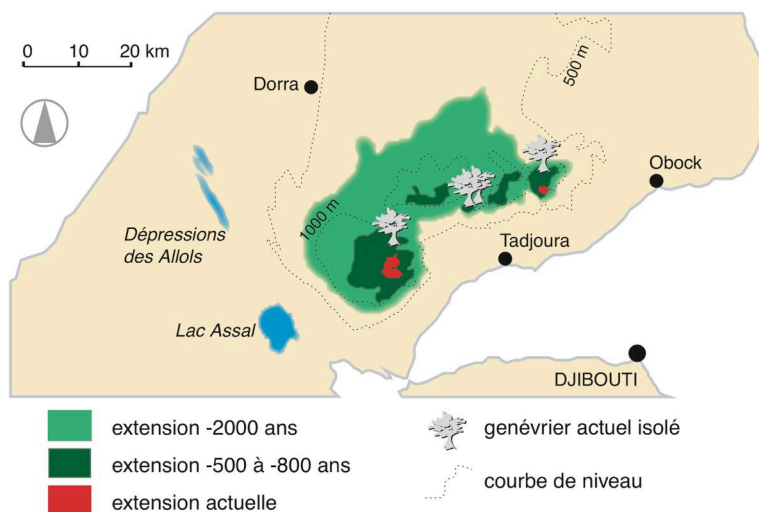 0 10 20 km
Dorra
500 m
Obock
1000 m
Tadjoura
Dépressions
des Allols
Lac Assal
DJIBOUTI
extension -2000 ans
extension -500 à -800 ans
extension actuelle
genévrier actuel isolé
courbe de niveau